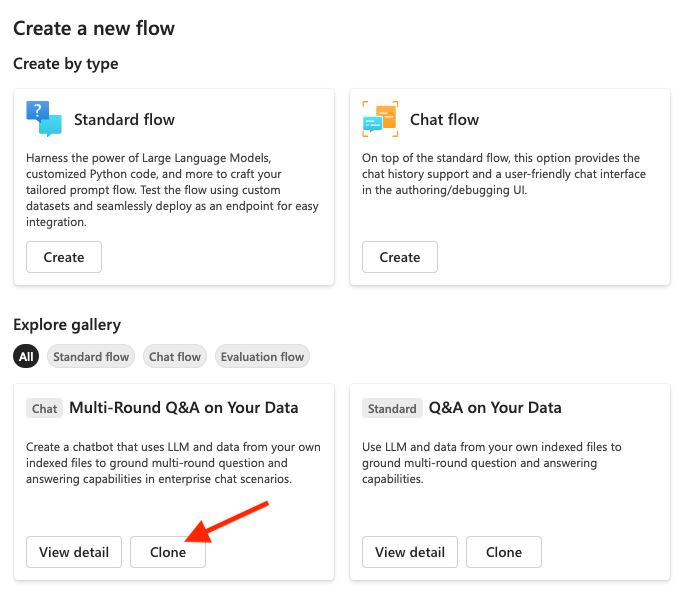 Create a new flow
Create by type
?
Standard flow
Harness the power of Large Language Models,
customized Python code, and more to craft your
tailored prompt flow. Test the flow using custom
datasets and seamlessly deploy as an endpoint for easy
integration.
Create
Chat flow
On top of the standard flow, this option provides the
chat history support and a user-friendly chat interface
in the authoring/debugging UI.
Create
Explore gallery
All Standard flow Chat flow Evaluation flow
Chat Multi-Round Q&A on Your Data
Create a chatbot that uses LLM and data from your own
indexed files to ground multi-round question and
answering capabilities in enterprise chat scenarios.
View detail Clone
Standard Q&A on Your Data
Use LLM and data from your own indexed files to
ground multi-round question and answering
capabilities.
View detail Clone